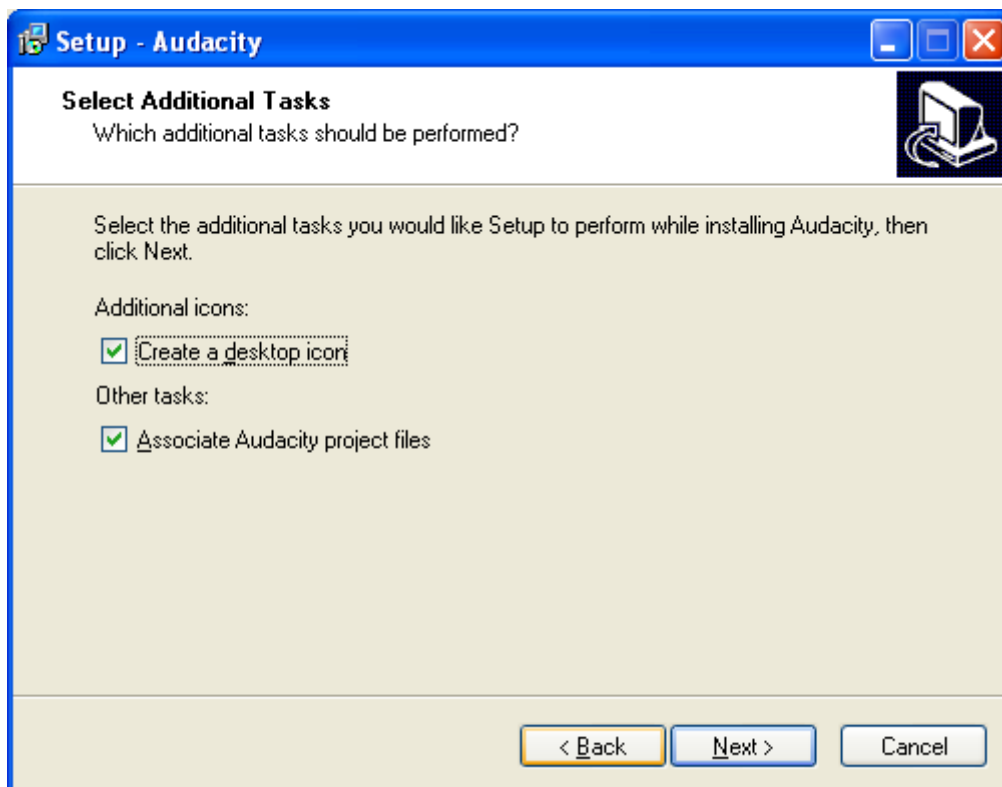 Setup - Audacity
Select Additional Tasks
Which additional tasks should be performed?
Select the additional tasks you would like Setup to perform while installing Audacity, then
click Next.
Additional icons:
Create a desktop icon
Other tasks:
Associate Audacity project files
< Back Next > Cancel